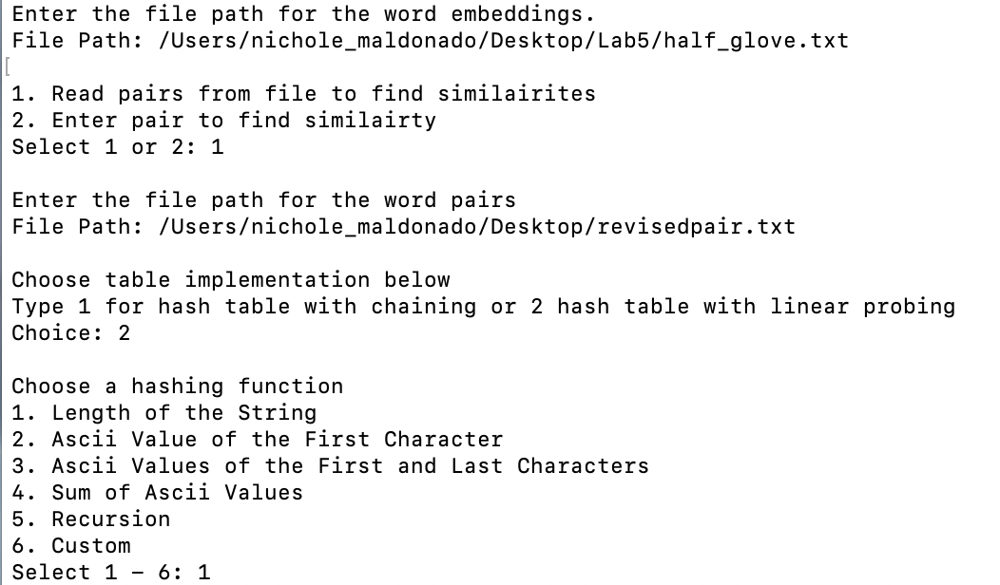 Enter the file path for the word embeddings.
File Path: /Users/nichole_maldonado/Desktop/Lab5/half_glove.txt
[
1. Read pairs from file to find similairites
2. Enter pair to find similairty
Select 1 or 2: 1
Enter the file path for the word pairs
File Path: /Users/nichole_maldonado/Desktop/revisedpair.txt
Choose table implementation below
Type 1 for hash table with chaining or 2 hash table with linear probing
Choice: 2
Choose a hashing function
1. Length of the String
2. Ascii Value of the First Character
3. Ascii Values of the First and Last Characters
4. Sum of Ascii Values
5. Recursion
6. Custom
Select 1 – 6: 1